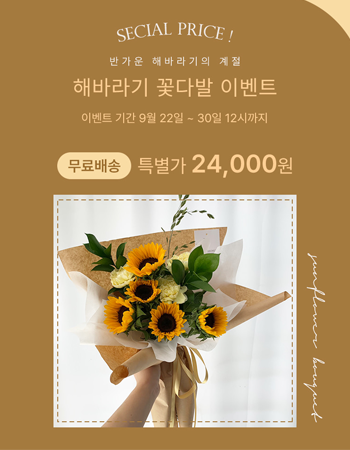 SECIAL PRICE !
반가운 해바라기의 계절
해바라기 꽃다발 이벤트
이벤트 기간 9월 22일 ~ 30일 12시까지
무료배송 특별가 24,000원
sunflower bouquet